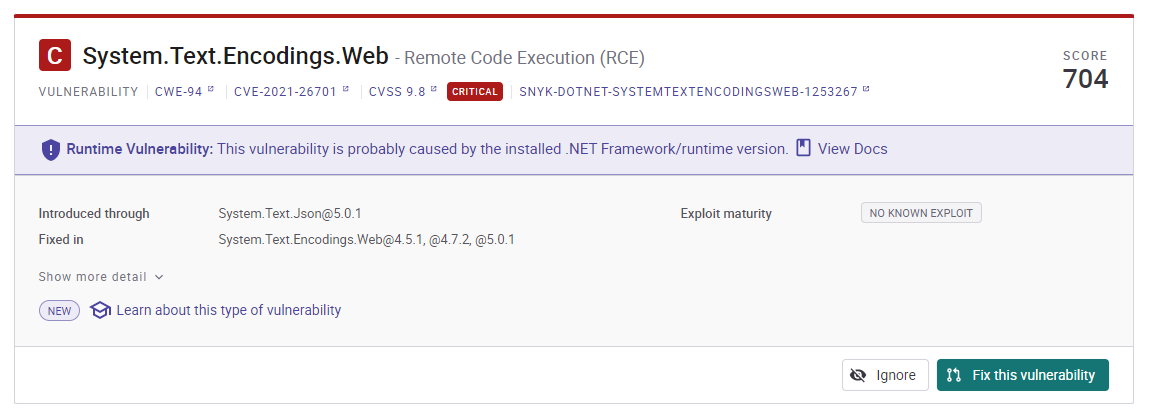 C System.Text.Encodings.Web - Remote Code Execution (RCE)
SCORE
704
VULNERABILITY CWE-94 CVE-2021-26701 CVSS 9.8 CRITICAL SNYK-DOTNET-SYSTEMTEXTENCODINGSWEB-1253267
Runtime Vulnerability: This vulnerability is probably caused by the installed .NET Framework/runtime version. View Docs
Introduced through System.Text.Json@5.0.1 Exploit maturity NO KNOWN EXPLOIT
Fixed in System.Text.Encodings.Web@4.5.1, @4.7.2, @5.0.1
Show more detail
NEW Learn about this type of vulnerability
Ignore Fix this vulnerability